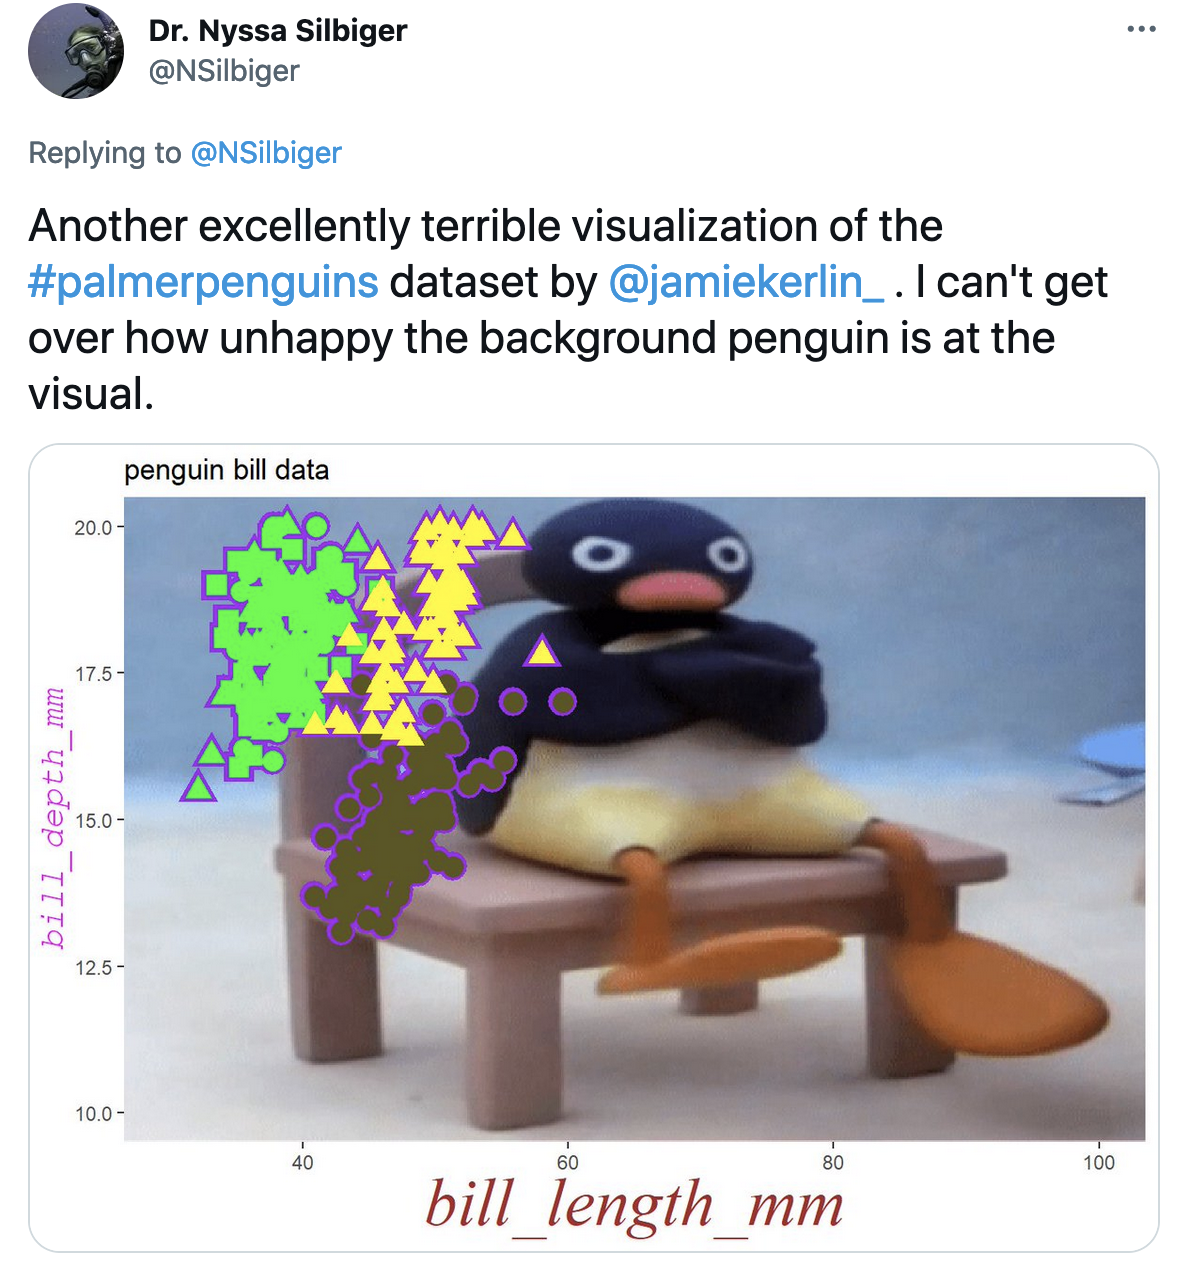 Dr. Nyssa Silbiger
@NSilbiger
Replying to @NSilbiger
Another excellently terrible visualization of the
#palmerpenguins dataset by @jamiekerlin_ . I can't get
over how unhappy the background penguin is at the
visual.
penguin bill data
20.0
17.5
15.0
12.5
10.0
bill_depth_mm
40 60 80 100
bill_length_mm